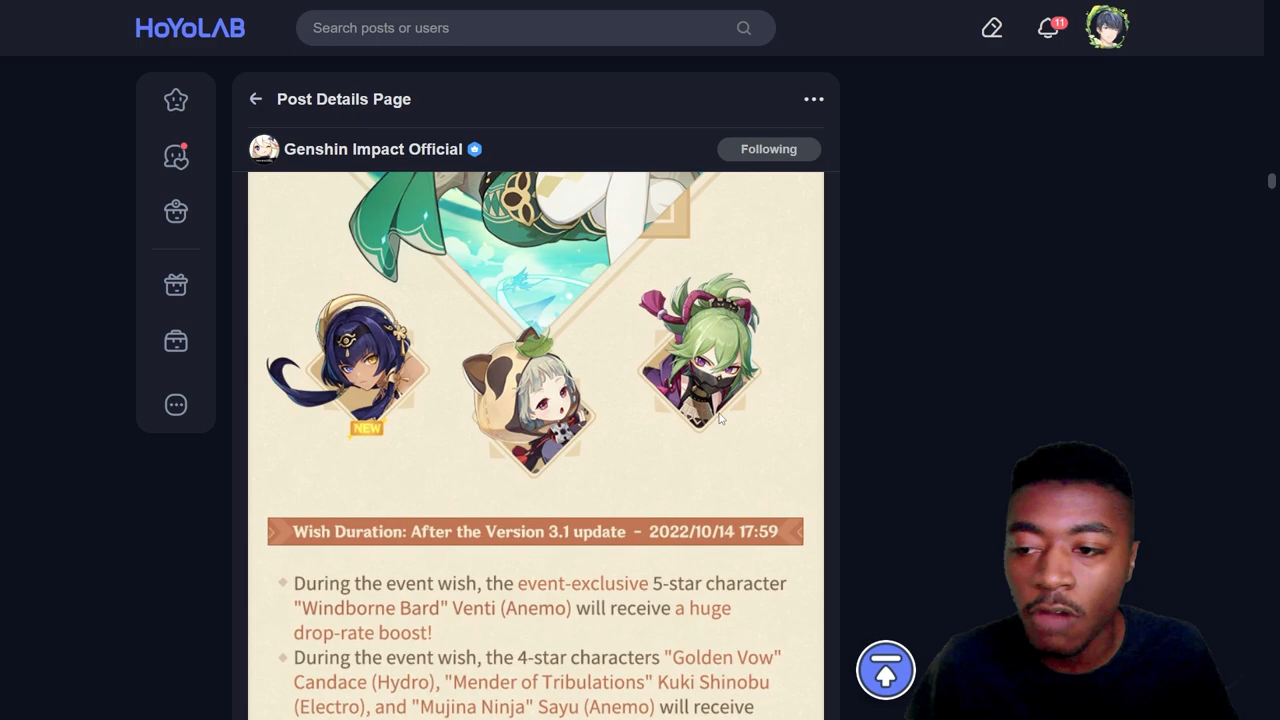 HoYoLAB
Search posts or users
11
Post Details Page
Genshin Impact Official
Following
NEW
Wish Duration: After the Version 3.1 update - 2022/10/14 17:59
During the event wish, the event-exclusive 5-star character
"Windborne Bard" Venti (Anemo) will receive a huge
drop-rate boost!
During the event wish, the 4-star characters "Golden Vow"
Candace (Hydro), "Mender of Tribulations" Kuki Shinobu
(Electro), and "Mujina Ninja" Sayu (Anemo) will receive